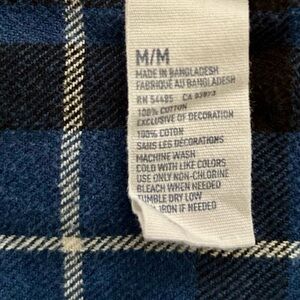 M/M
MADE IN BANGLADESH
FABRIQUÉ AU BANGLADESH
RN 54485 CA
100% COTTON
EXCLUSIVE OF DECORATION
100% COTON
SANS LES DÉCORATIONS
MACHINE WASH
COLD WITH LIKE COLORS
USE ONLY NON-CHLORINE
BLEACH WHEN NEEDED
TUMBLE DRY LOW
IRON IF NEEDED